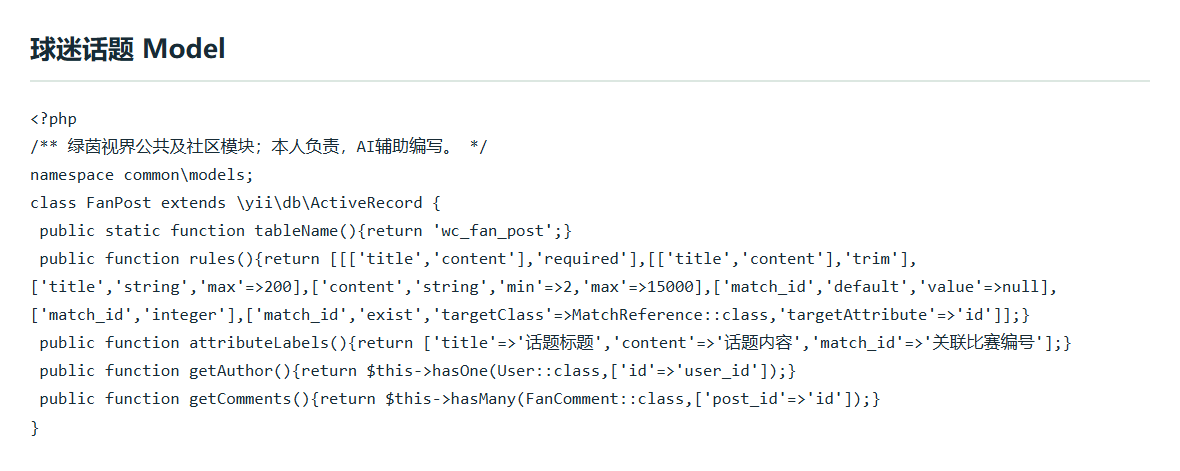 球迷话题 Model
<?php
/** 绿茵视界公共及社区模块；本人负责，AI辅助编写。 */
namespace common\models;
class FanPost extends \yii\db\ActiveRecord {
 public static function tableName(){return 'wc_fan_post';}
 public function rules(){return [[['title','content'],'required'],[['title','content'],'trim'],
['title','string','max'=>200],['content','string','min'=>2,'max'=>15000],['match_id','default','value'=>null],
['match_id','integer'],['match_id','exist','targetClass'=>MatchReference::class,'targetAttribute'=>'id']];}
 public function attributeLabels(){return ['title'=>'话题标题','content'=>'话题内容','match_id'=>'关联比赛编号'];}
 public function getAuthor(){return $this->hasOne(User::class,['id'=>'user_id']);}
 public function getComments(){return $this->hasMany(FanComment::class,['post_id'=>'id']);}
}